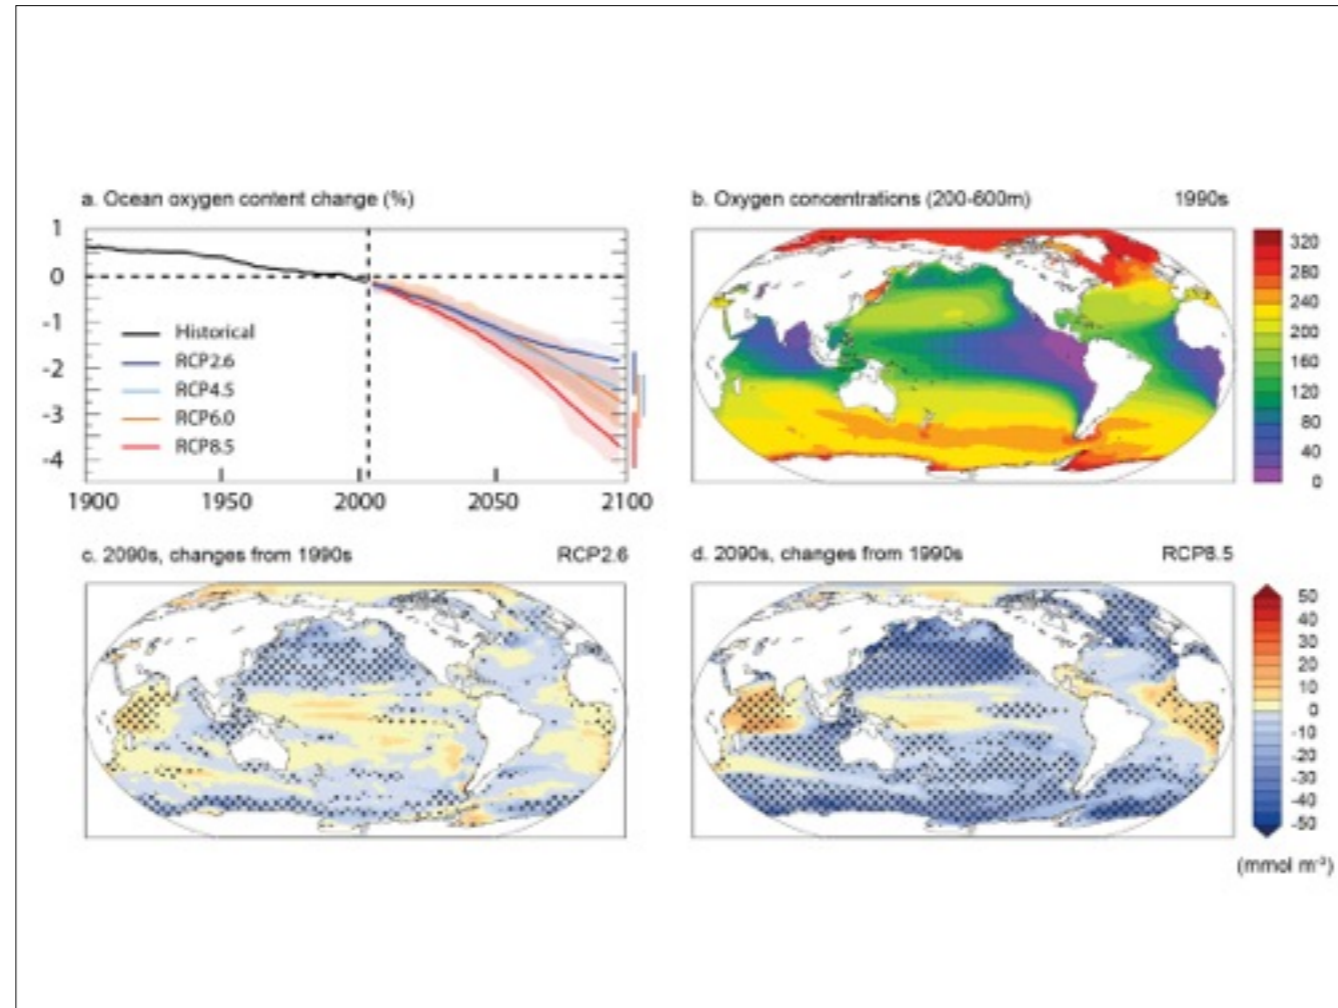 a. Ocean oxygen content change (%)
1
0
-1
-2
-3
-4
Historical
RCP2.6
RCP4.5
RCP6.0
RCP8.5
1900 1950 2000 2050 2100
b. Oxygen concentrations (200-600m) 1990s
320
280
240
200
160
120
80
40
0
c. 2090s, changes from 1990s RCP2.6
d. 2090s, changes from 1990s RCP8.5
50
40
30
20
10
0
-10
-20
-30
-40
-50
(mmol m⁻³)